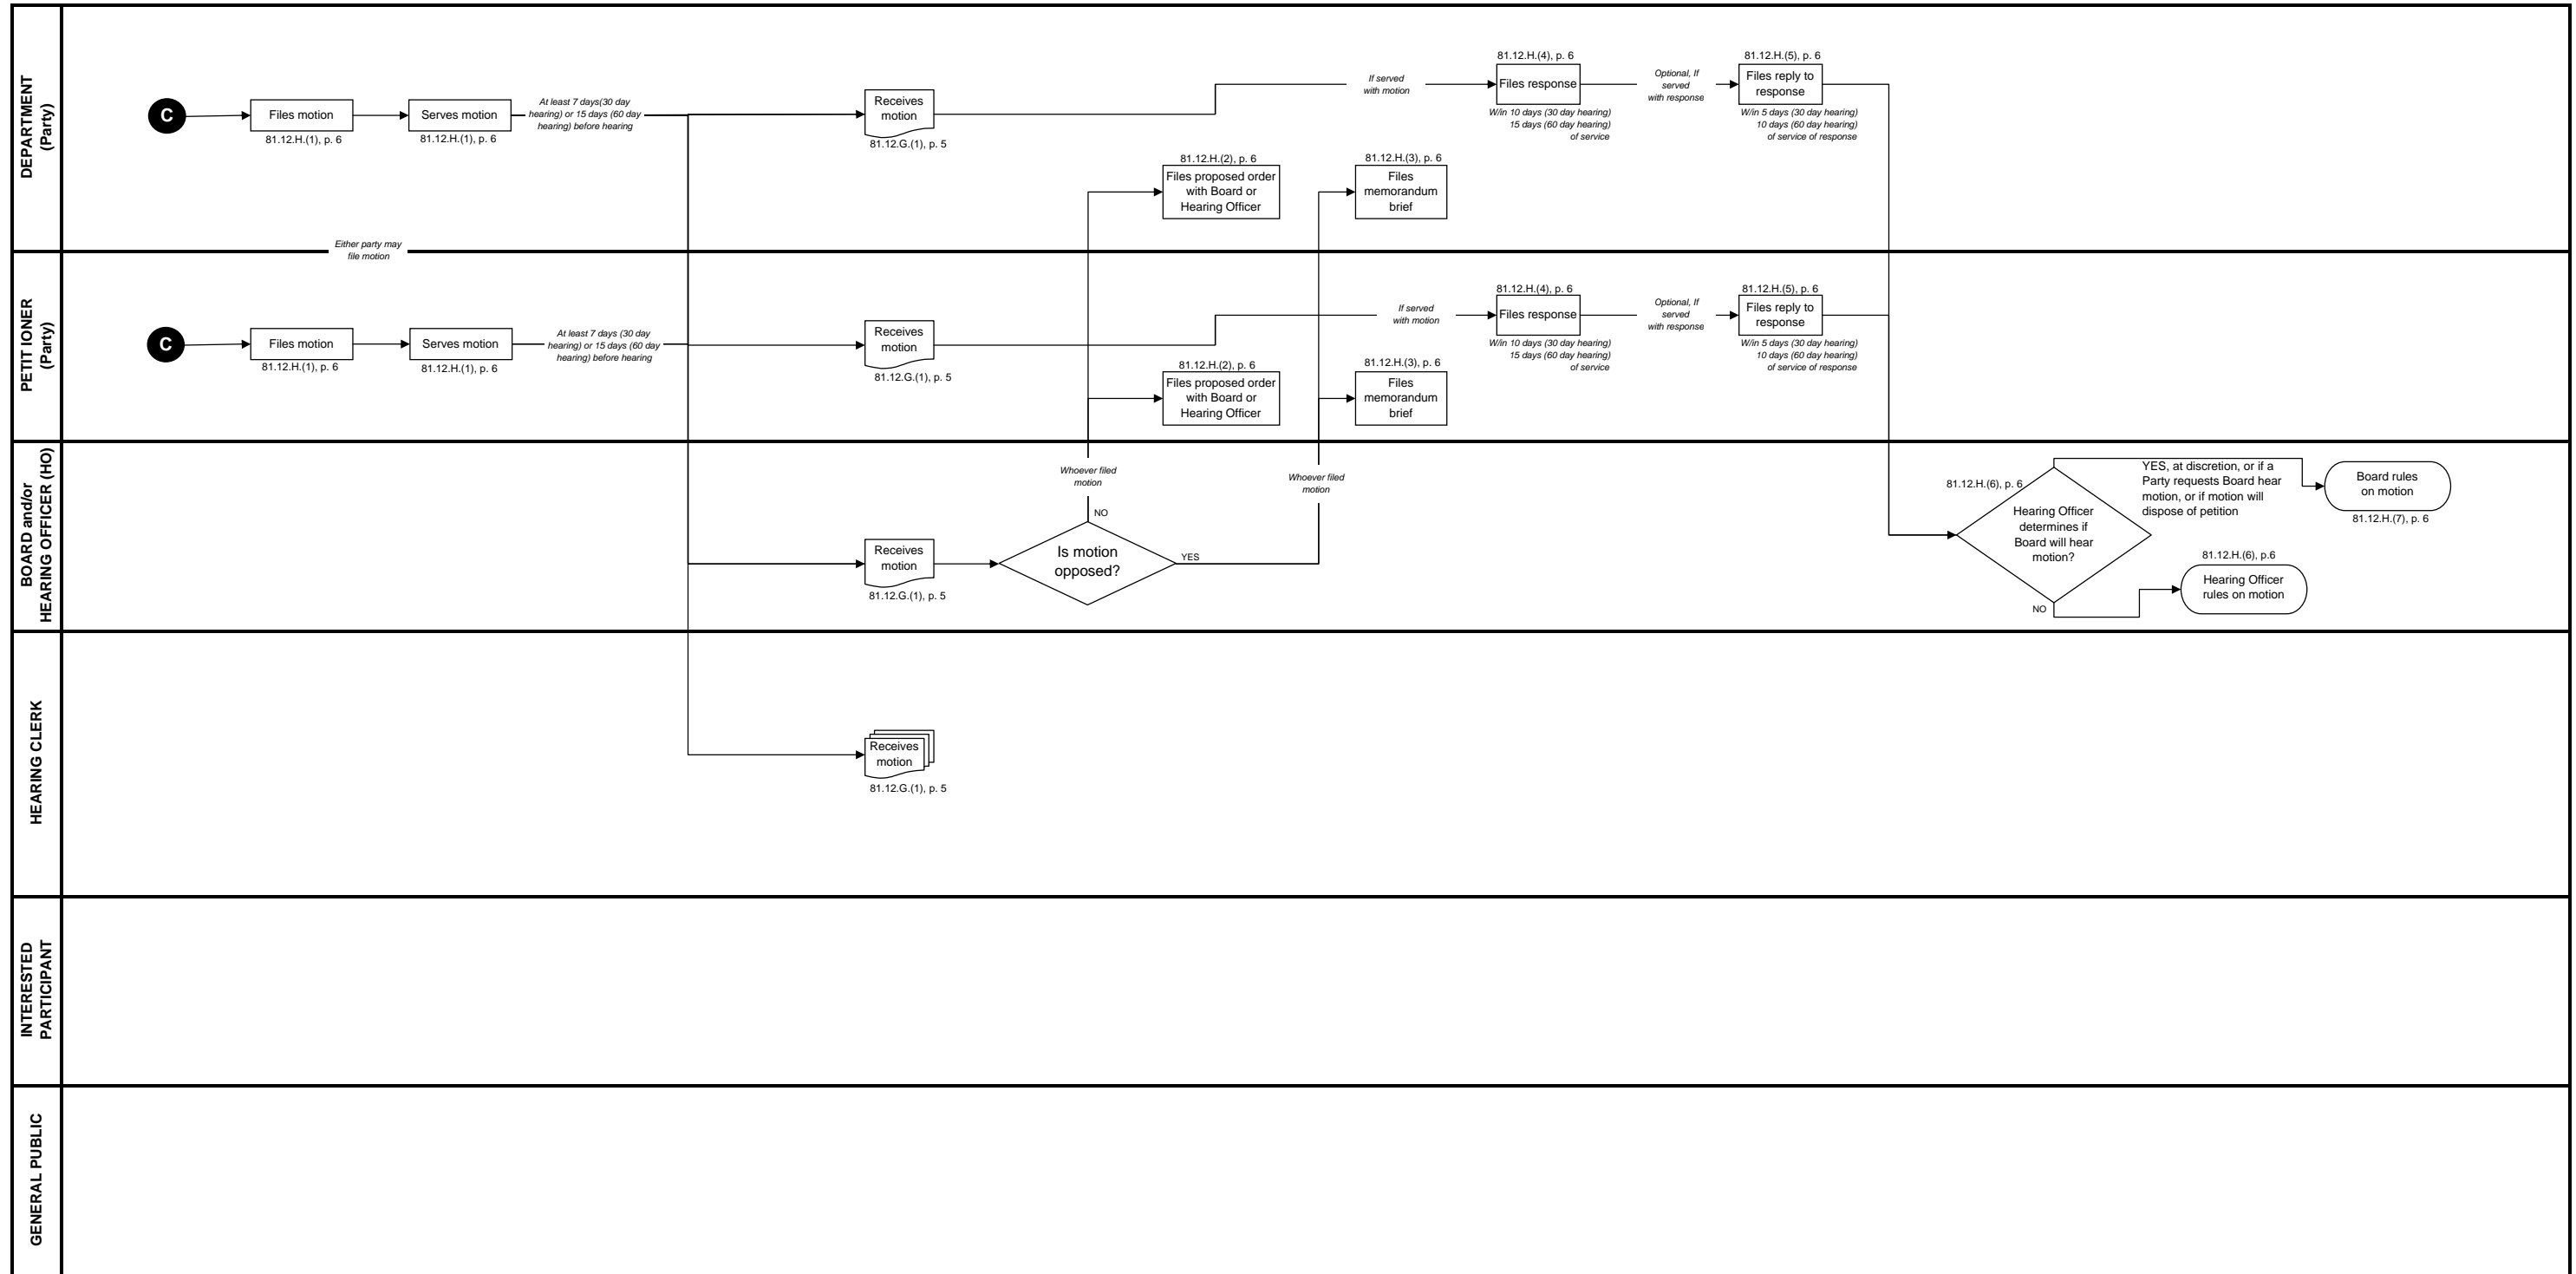 DEPARTMENT
(Party)
C
Files motion
81.12.H.(1), p. 6
Serves motion
81.12.H.(1), p. 6
At least 7 days(30 day
hearing) or 15 days (60 day
hearing) before hearing
Receives
motion
81.12.G.(1), p. 5
81.12.H.(2), p. 6
Files proposed order
with Board or
Hearing Officer
81.12.H.(3), p. 6
Files
memorandum
brief
If served
with motion
81.12.H.(4), p. 6
Files response
W/in 10 days (30 day hearing)
15 days (60 day hearing)
of service
Optional, If
served
with response
81.12.H.(5), p. 6
Files reply to
response
W/in 5 days (30 day hearing)
10 days (60 day hearing)
of service of response
Either party may
file motion
PETIT IONER
(Party)
C
Files motion
81.12.H.(1), p. 6
Serves motion
81.12.H.(1), p. 6
At least 7 days (30 day
hearing) or 15 days (60 day
hearing) before hearing
Receives
motion
81.12.G.(1), p. 5
81.12.H.(2), p. 6
Files proposed order
with Board or
Hearing Officer
81.12.H.(3), p. 6
Files
memorandum
brief
If served
with motion
81.12.H.(4), p. 6
Files response
W/in 10 days (30 day hearing)
15 days (60 day hearing)
of service
Optional, If
served
with response
81.12.H.(5), p. 6
Files reply to
response
W/in 5 days (30 day hearing)
10 days (60 day hearing)
of service of response
BOARD and/or
HEARING OFFICER (HO)
Receives
motion
81.12.G.(1), p. 5
Is motion
opposed?
NO
Whoever filed
motion
YES
Whoever filed
motion
81.12.H.(6), p. 6
Hearing Officer
determines if
Board will hear
motion?
YES, at discretion, or if a
Party requests Board hear
motion, or if motion will
dispose of petition
Board rules
on motion
81.12.H.(7), p. 6
NO
81.12.H.(6), p.6
Hearing Officer
rules on motion
HEARING CLERK
Receives
motion
81.12.G.(1), p. 5
INTERESTED
PARTICIPANT
GENERAL PUBLIC